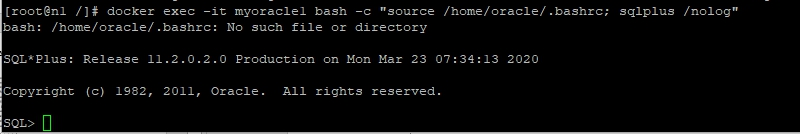 [root@n1 /]# docker exec -it myoracle1 bash -c "source /home/oracle/.bashrc; sqlplus /nolog"
bash: /home/oracle/.bashrc: No such file or directory
SQL*Plus: Release 11.2.0.2.0 Production on Mon Mar 23 07:34:13 2020
Copyright (c) 1982, 2011, Oracle.  All rights reserved.
SQL>